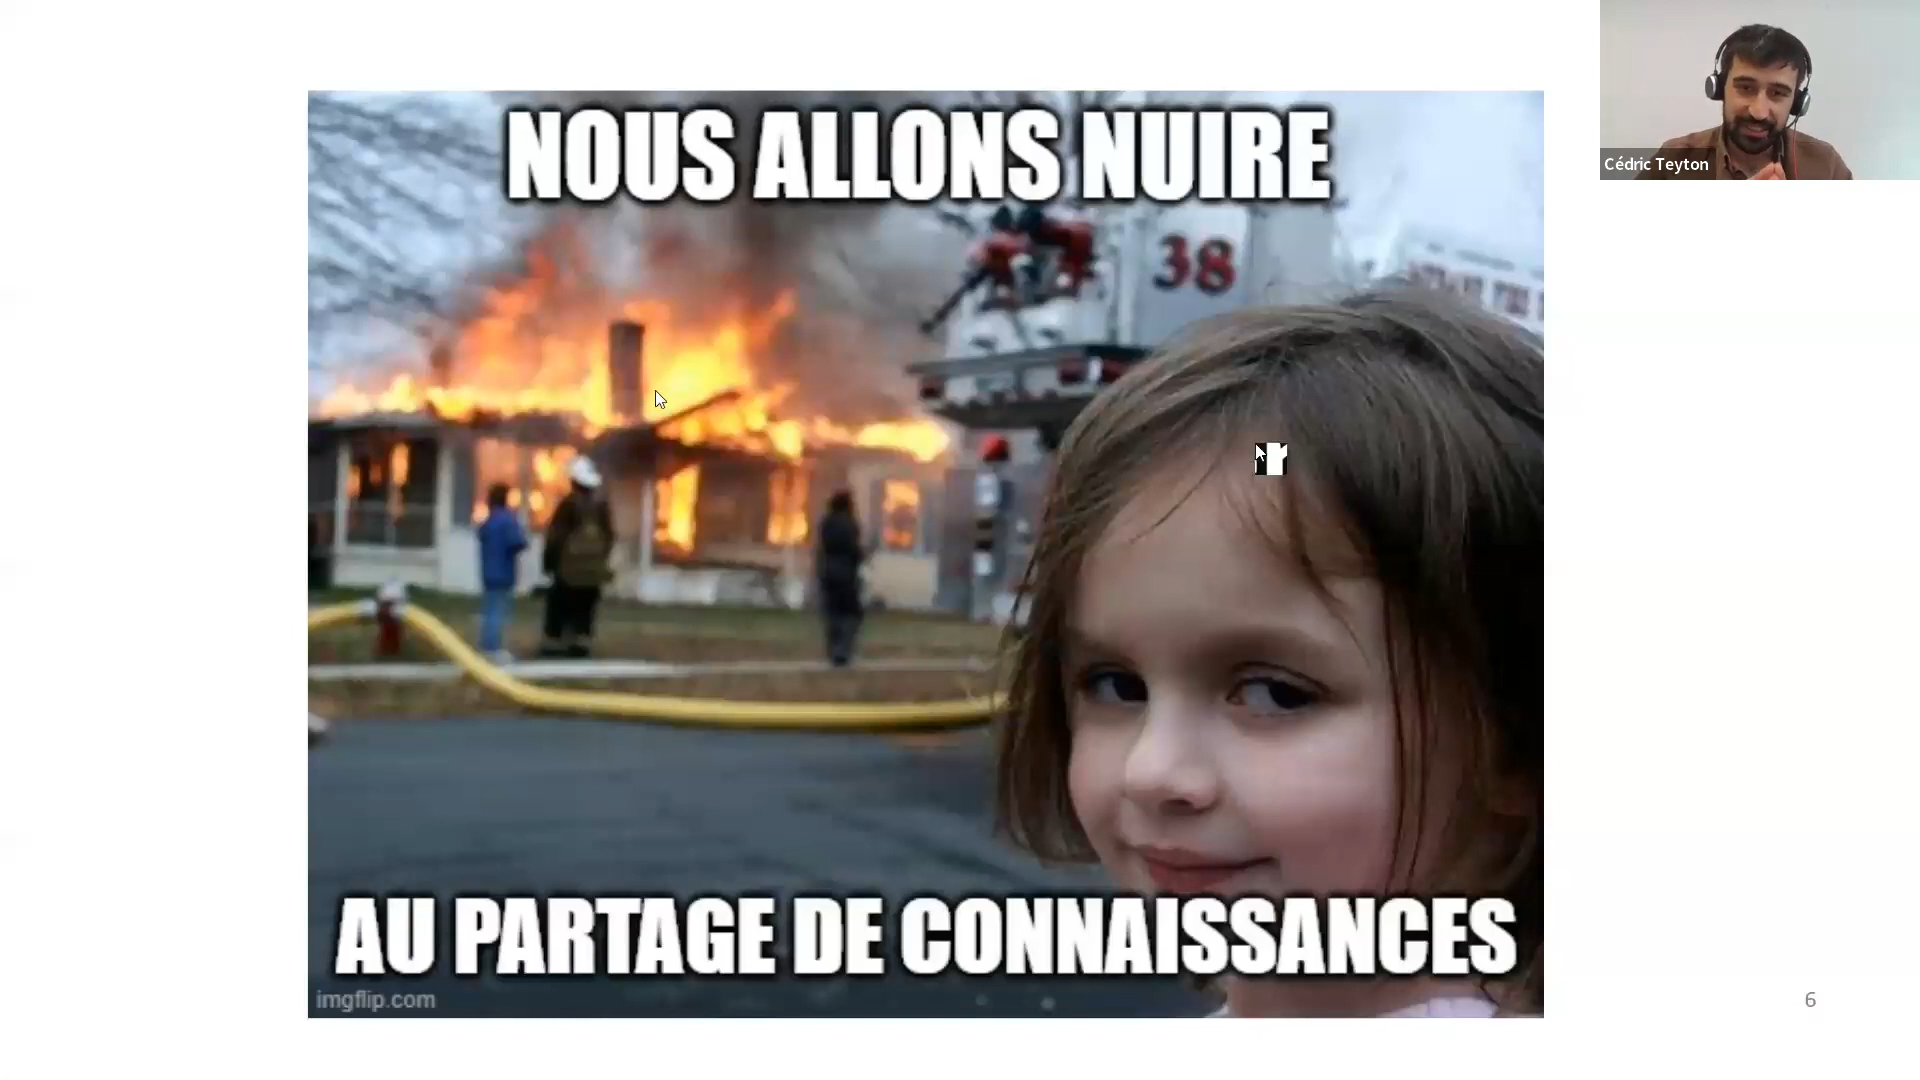 NOUS ALLONS NUIRE
38
Cédric Teyton
AU PARTAGE DE CONNAISSANCES
imgflip.com
6